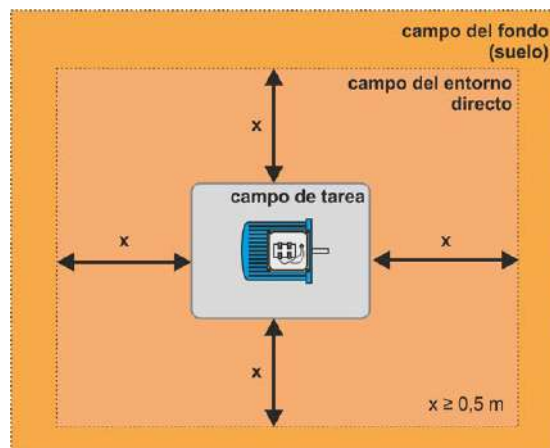 campo del fondo
(suelo)
campo del entorno
directo
x
campo de tarea
x
x
x
x ≥ 0,5 m